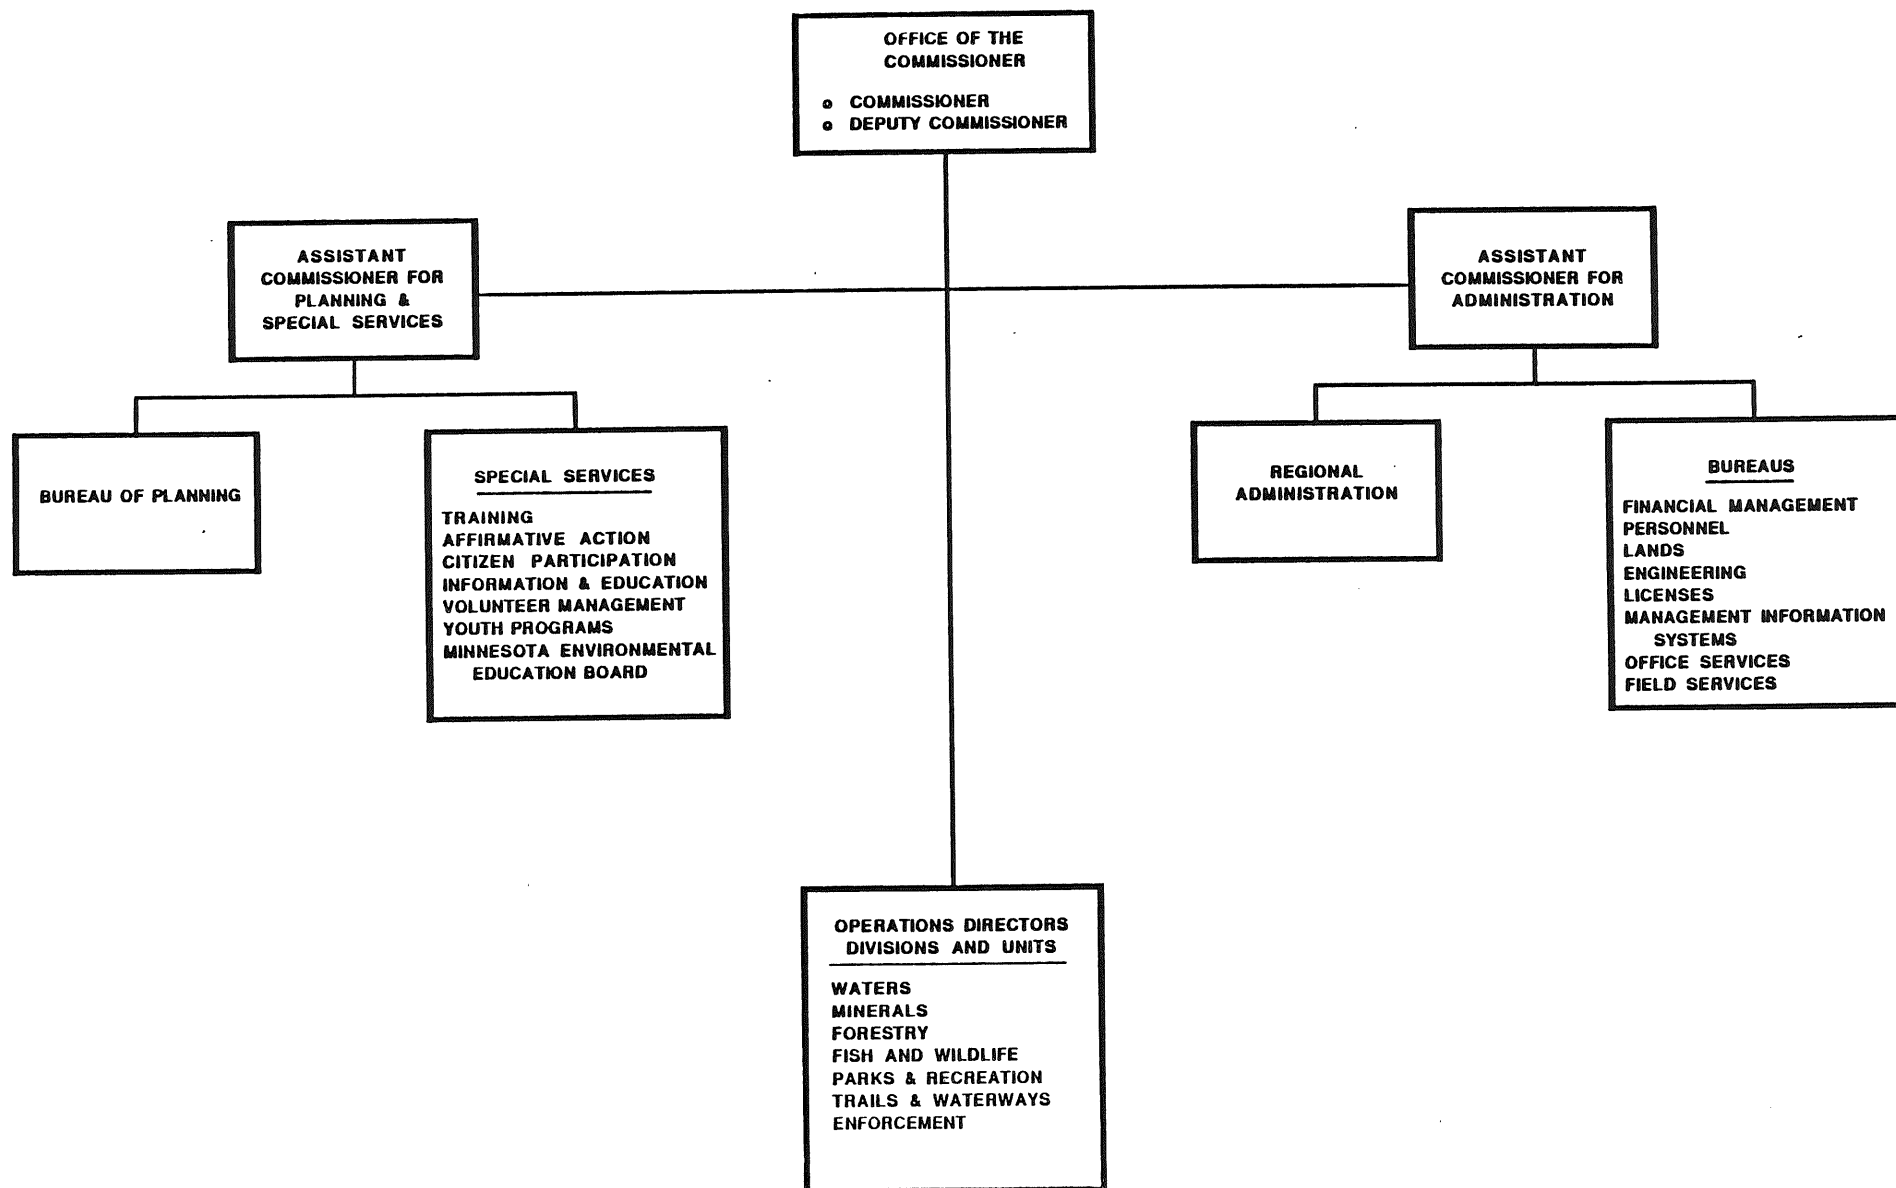 OFFICE OF THE
COMMISSIONER
o COMMISSIONER
o DEPUTY COMMISSIONER
ASSISTANT
COMMISSIONER FOR
PLANNING &
SPECIAL SERVICES
ASSISTANT
COMMISSIONER FOR
ADMINISTRATION
BUREAU OF PLANNING
SPECIAL SERVICES
TRAINING
AFFIRMATIVE ACTION
CITIZEN PARTICIPATION
INFORMATION & EDUCATION
VOLUNTEER MANAGEMENT
YOUTH PROGRAMS
MINNESOTA ENVIRONMENTAL
EDUCATION BOARD
REGIONAL
ADMINISTRATION
BUREAUS
FINANCIAL MANAGEMENT
PERSONNEL
LANDS
ENGINEERING
LICENSES
MANAGEMENT INFORMATION
SYSTEMS
OFFICE SERVICES
FIELD SERVICES
OPERATIONS DIRECTORS
DIVISIONS AND UNITS
WATERS
MINERALS
FORESTRY
FISH AND WILDLIFE
PARKS & RECREATION
TRAILS & WATERWAYS
ENFORCEMENT